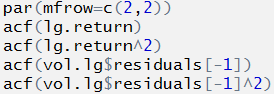 par(mfrow=c(2,2))
acf(lg.return)
acf(lg.return^2)
acf(vol.lg$residuals[-1])
acf(vol.lg$residuals[-1]^2)